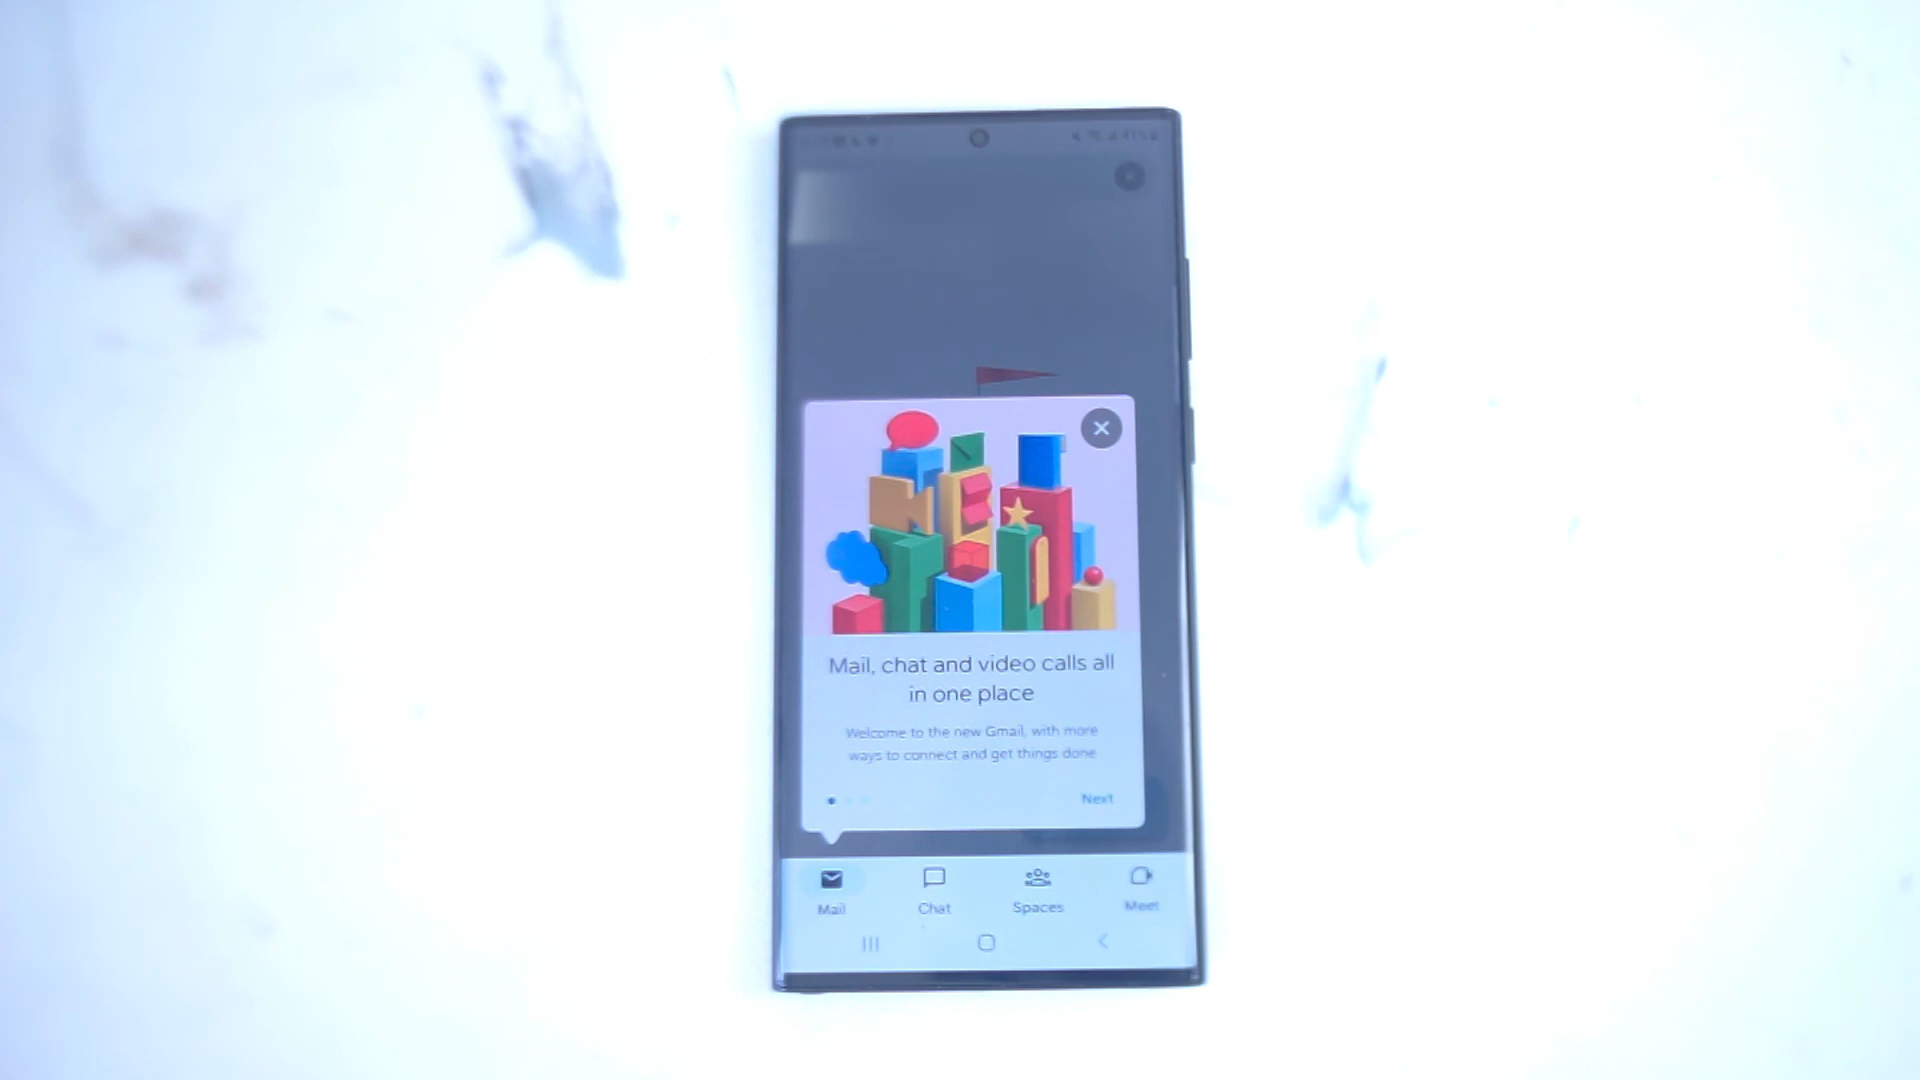 Mail, chat and video calls all
in one place
Welcome to the new Gmail, with more
ways to connect and get things done
Next
Mail
Chat
Spaces
Meet